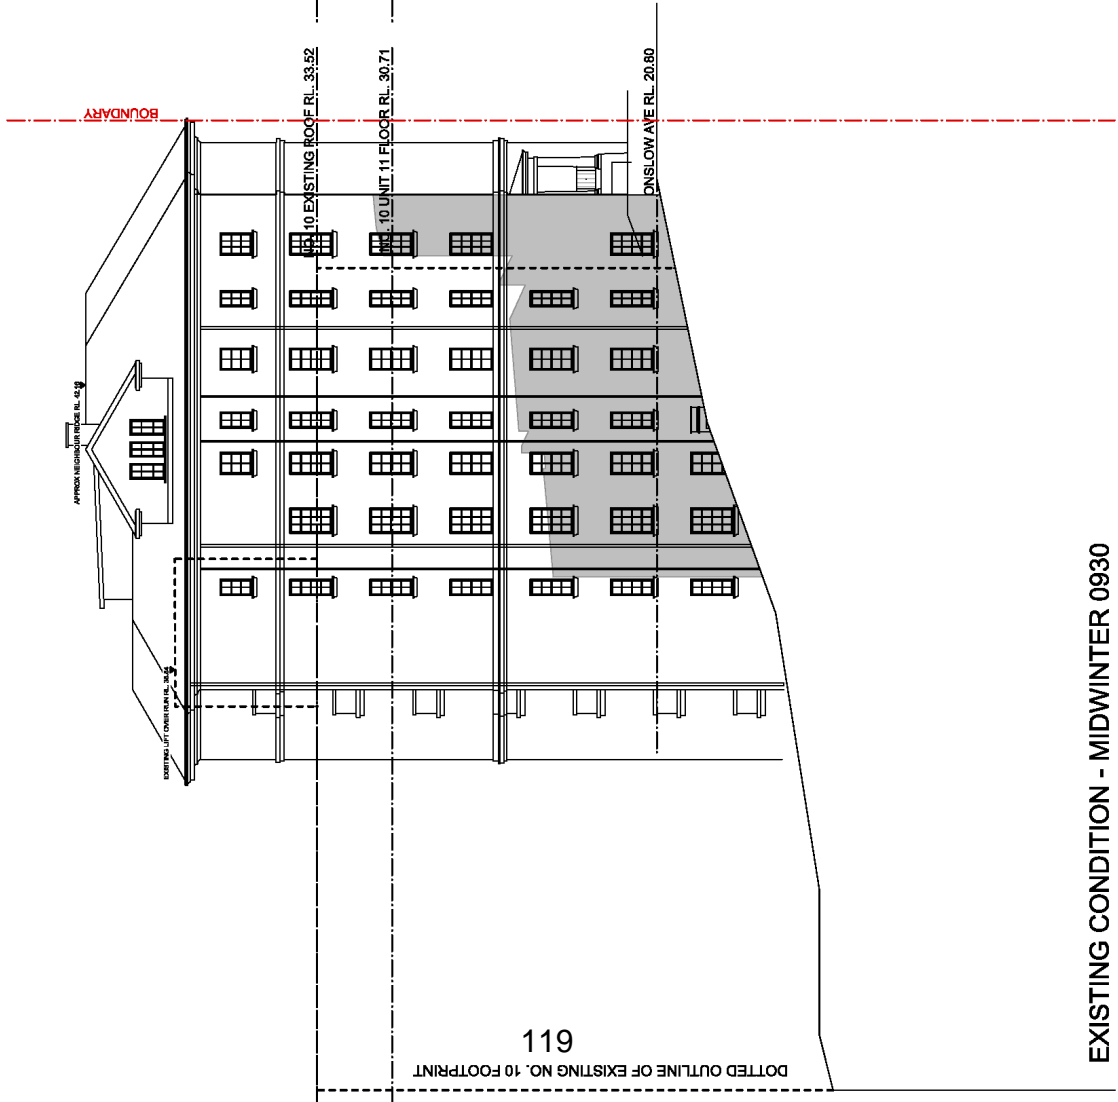 BOUNDARY
NO. 10 EXISTING ROOF RL. 33.52
NO. 10 UNIT 11 FLOOR RL. 30.71
ONSLOW AVE RL. 20.80
APPROX NEIGHBOUR RIDGE RL.
EXISTING LIFT OVER RUN RL.
EXISTING CONDITION - MIDWINTER 0930
119
DOTTED OUTLINE OF EXISTING NO. 10 FOOTPRINT